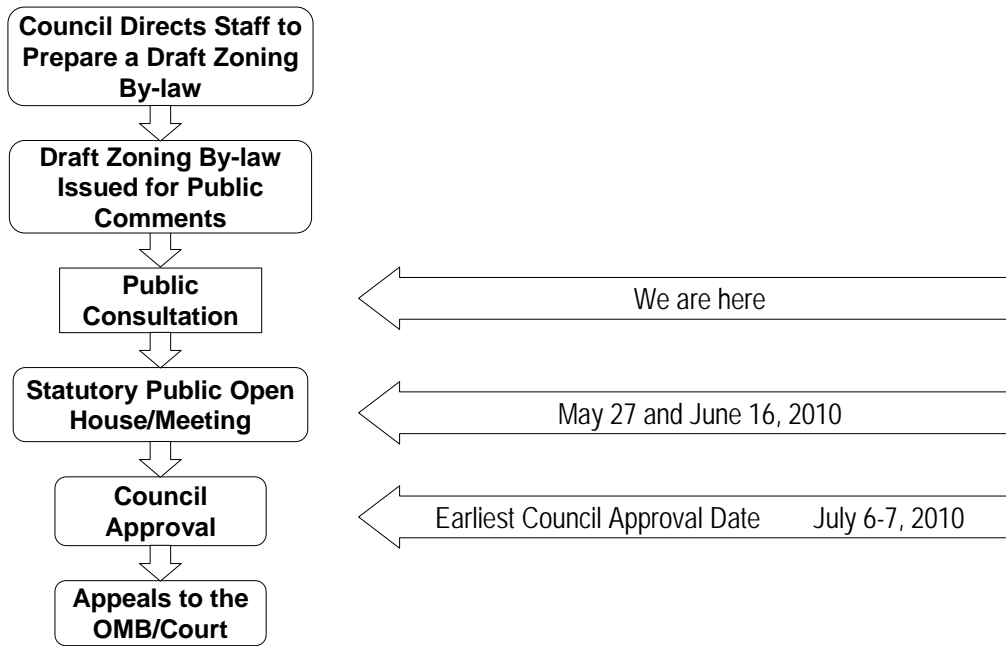 Council Directs Staff to
Prepare a Draft Zoning
By-law
Draft Zoning By-law
Issued for Public
Comments
Public
Consultation
We are here
Statutory Public Open
House/Meeting
May 27 and June 16, 2010
Council
Approval
Earliest Council Approval Date July 6-7, 2010
Appeals to the
OMB/Court